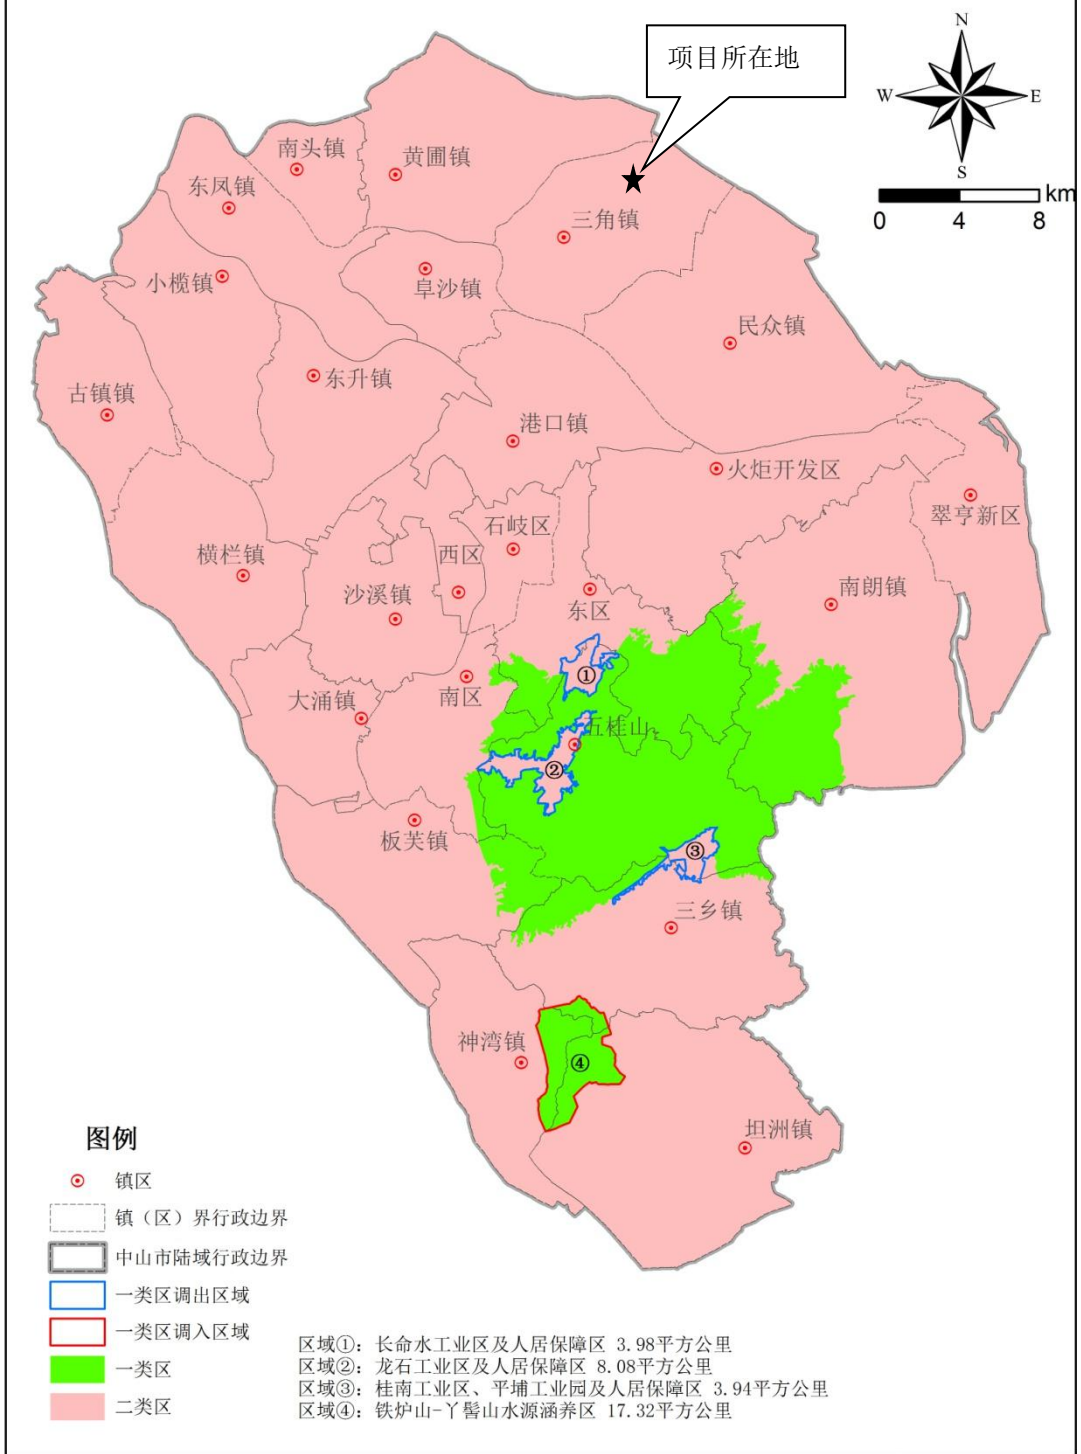 项目所在地
N
W
E
S
km
0
4
8
南头镇
黄圃镇
东凤镇
三角镇
小榄镇
阜沙镇
民众镇
东升镇
古镇镇
港口镇
火炬开发区
翠亨新区
石岐区
西区
横栏镇
沙溪镇
东区
南朗镇
①
南区
大涌镇
五桂山
②
板芙镇
③
三乡镇
神湾镇
④
坦洲镇
图例
镇区
镇（区）界行政边界
中山市陆域行政边界
一类区调出区域
一类区调入区域
一类区
二类区
区域①：长命水工业区及人居保障区 3.98平方公里
区域②：龙石工业区及人居保障区 8.08平方公里
区域③：桂南工业区、平埔工业园及人居保障区 3.94平方公里
区域④：铁炉山-丫髻山水源涵养区 17.32平方公里